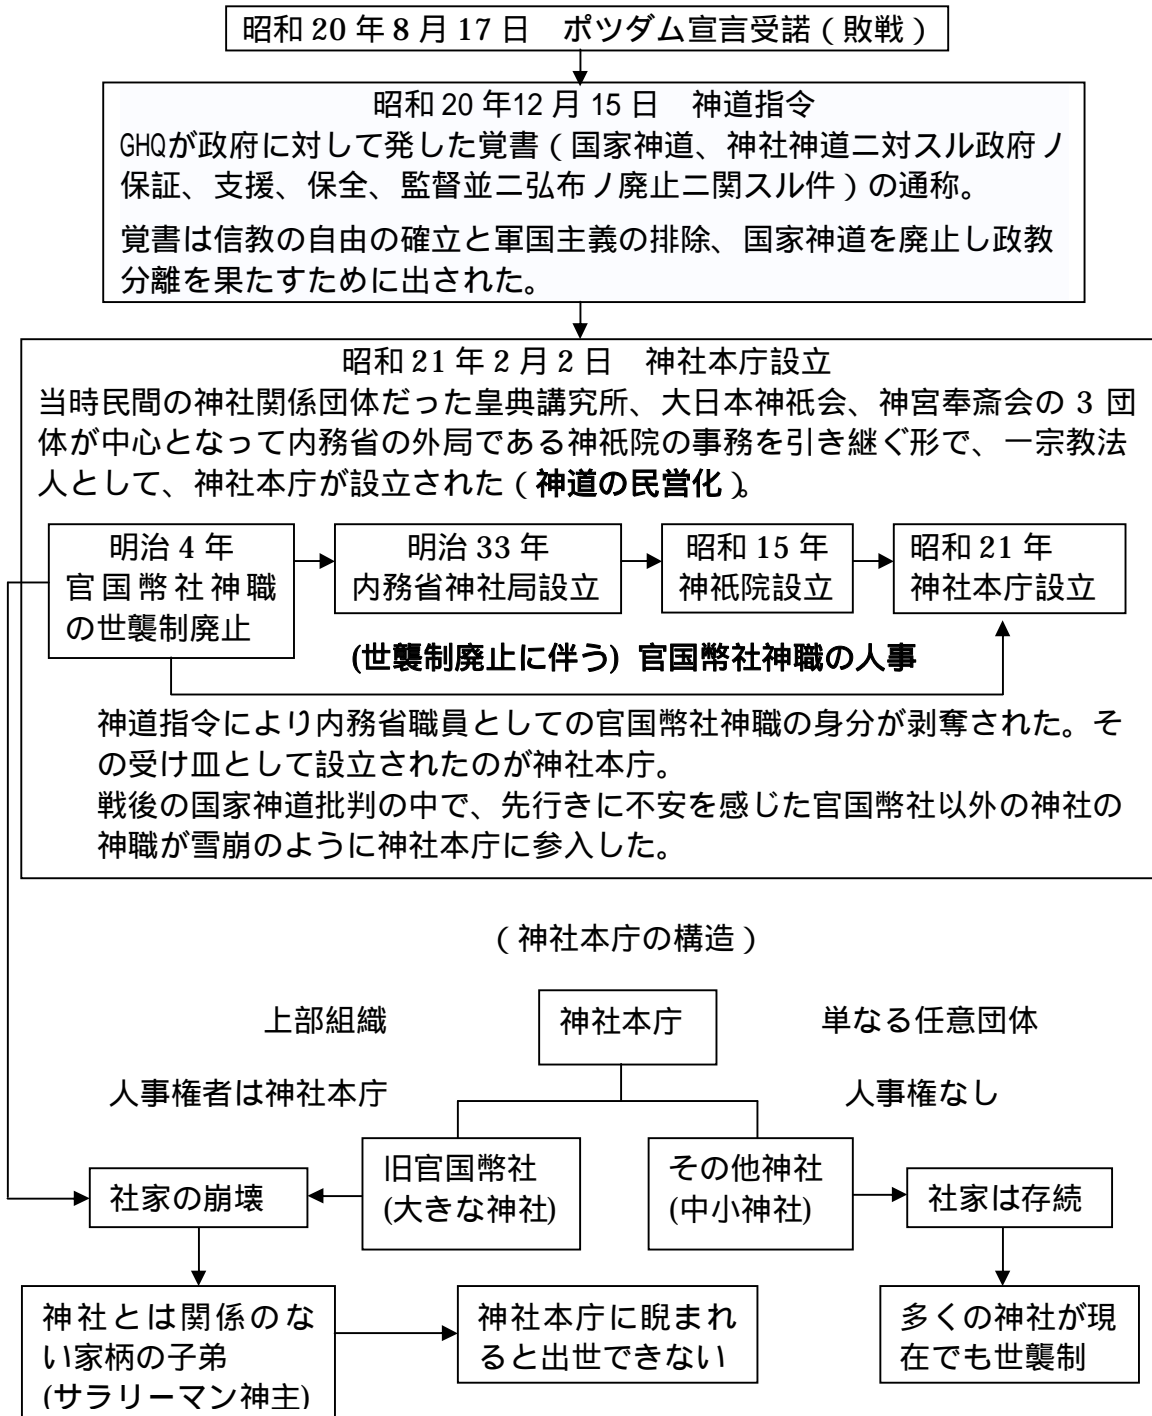 昭和 20 年 8 月 17 日　ポツダム宣言受諾（敗戦）
昭和 20 年12 月 15 日　神道指令
GHQが政府に対して発した覚書（国家神道、神社神道ニ対スル政府ノ
保証、支援、保全、監督並ニ弘布ノ廃止ニ関スル件）の通称。
覚書は信教の自由の確立と軍国主義の排除、国家神道を廃止し政教
分離を果たすために出された。
昭和 21 年 2 月 2 日　神社本庁設立
当時民間の神社関係団体だった皇典講究所、大日本神祇会、神宮奉斎会の 3 団
体が中心となって内務省の外局である神祇院の事務を引き継ぐ形で、一宗教法
人として、神社本庁が設立された（神道の民営化）。
明治 4 年
官国幣社神職
の世襲制廃止
明治 33 年
内務省神社局設立
昭和 15 年
神祇院設立
昭和 21 年
神社本庁設立
(世襲制廃止に伴う) 官国幣社神職の人事
神道指令により内務省職員としての官国幣社神職の身分が剥奪された。そ
の受け皿として設立されたのが神社本庁。
戦後の国家神道批判の中で、先行きに不安を感じた官国幣社以外の神社の
神職が雪崩のように神社本庁に参入した。
（神社本庁の構造）
上部組織
神社本庁
単なる任意団体
人事権者は神社本庁
人事権なし
社家の崩壊
旧官国幣社
(大きな神社)
その他神社
(中小神社)
社家は存続
神社とは関係のな
い家柄の子弟
(サラリーマン神主)
神社本庁に睨まれ
ると出世できない
多くの神社が現
在でも世襲制